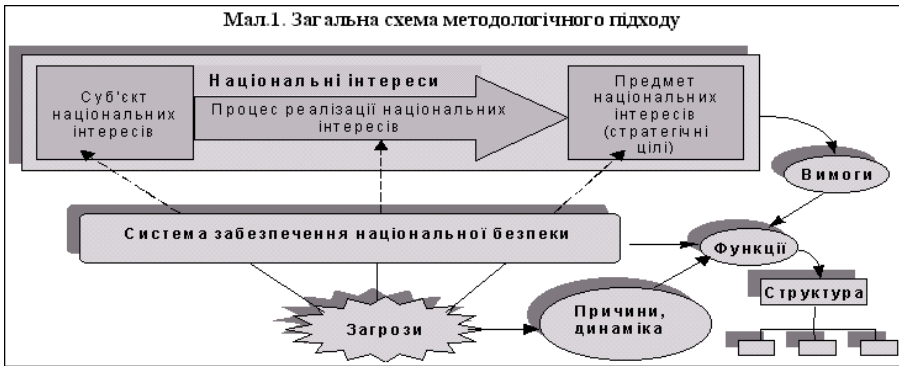 Мал.1. Загальна схема методологічного підходу
Національні інтереси
Суб'єкт
національних
інтересів
Процес реалізації національних
інтересів
Предмет
національних
інтересів
(стратегічні
цілі)
Вимоги
Система забезпечення національної безпеки
Функції
Структура
Загрози
Причини,
динаміка